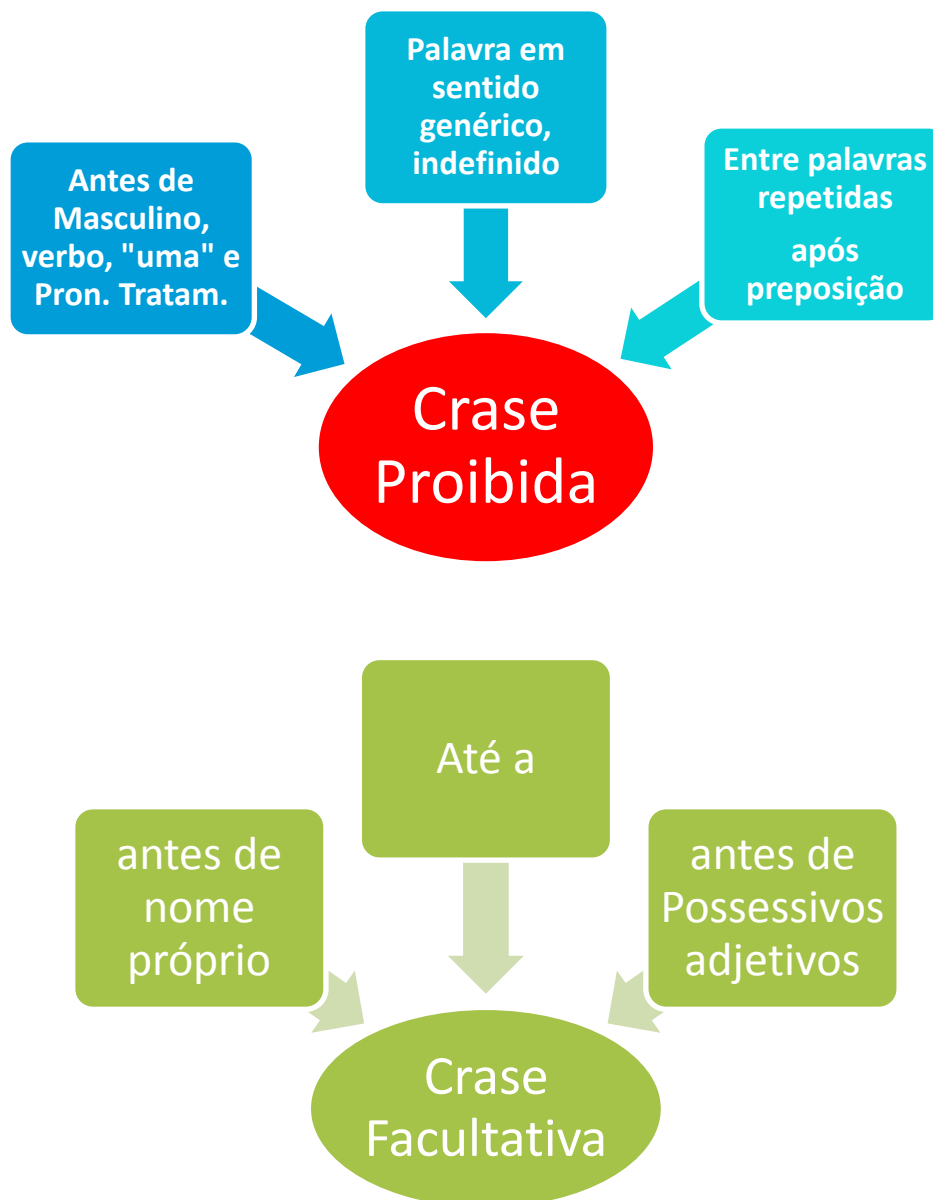 Antes de
Masculino,
verbo, "uma" e
Pron. Tratam.
Palavra em
sentido
genérico,
indefinido
Entre palavras
repetidas
após
preposição
Crase
Proibida
antes de
nome
próprio
Até a
antes de
Possessivos
adjetivos
Crase
Facultativa